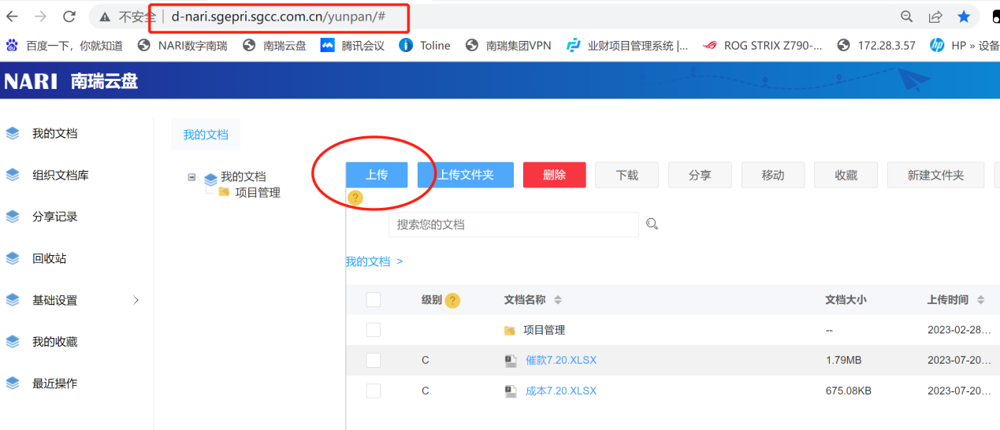 不安全 d-nari.sgepri.sgcc.com.cn/yunpan/#
百度一下，你就知道 NARI数字南瑞 南瑞云盘 腾讯会议 Toline 南瑞集团VPN 业财项目管理系统 |... ROG STRIX Z790-... 172.28.3.57 HP » 设备
NARI 南瑞云盘
我的文档
组织文档库
分享记录
回收站
基础设置
我的收藏
最近操作
我的文档
我的文档
项目管理
上传 上传文件夹 删除 下载 分享 移动 收藏 新建文件夹
?
搜索您的文档
我的文档 >
级别 ? 文档名称 文档大小 上传时间
项目管理 -- 2023-02-28...
C 催款7.20.XLSX 1.79MB 2023-07-20...
C 成本7.20.XLSX 675.08KB 2023-07-20...